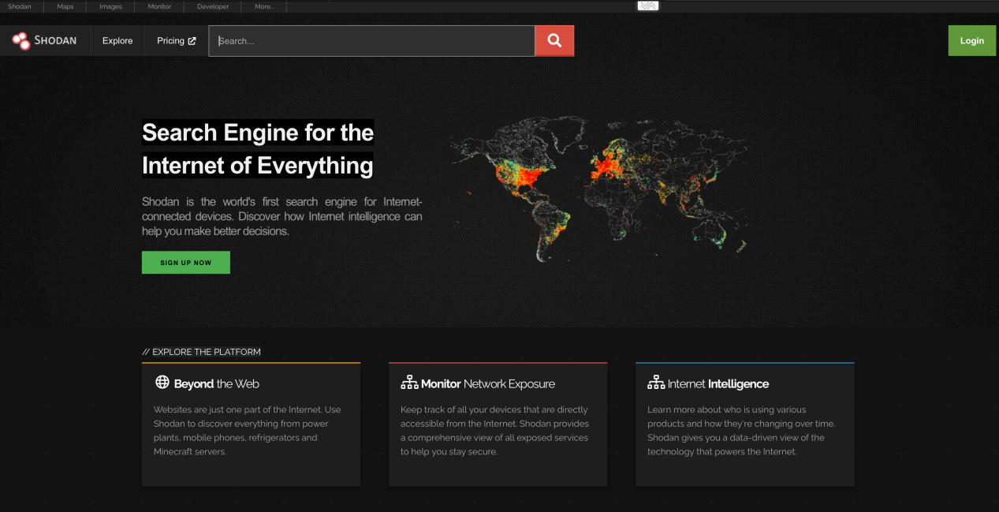 Shodan Maps Images Monitor Developer More...
SHODAN Explore Pricing Search... Login
Search Engine for the
Internet of Everything
Shodan is the world's first search engine for Internet-
connected devices. Discover how Internet intelligence can
help you make better decisions.
SIGN UP NOW
// EXPLORE THE PLATFORM
Beyond the Web
Websites are just one part of the Internet. Use
Shodan to discover everything from power
plants, mobile phones, refrigerators and
Minecraft servers.
Monitor Network Exposure
Keep track of all your devices that are directly
accessible from the Internet. Shodan provides
a comprehensive view of all exposed services
to help you stay secure.
Internet Intelligence
Learn more about who is using various
products and how they're changing over time.
Shodan gives you a data-driven view of the
technology that powers the Internet.